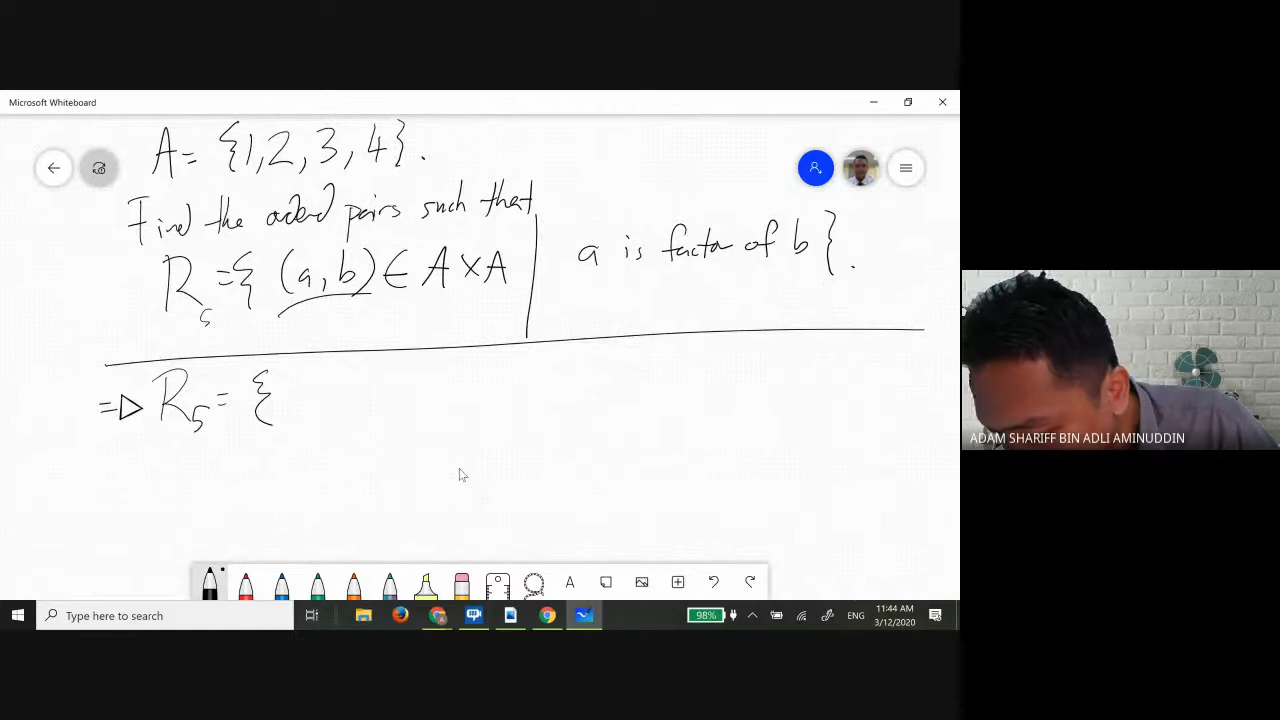 Microsoft Whiteboard
A = {1, 2, 3, 4}.
Find the pairs such that
R5 = { (a, b) ∈ A × A | a is factor of b }.
=▷ R5 = {
ADAM SHARIFF BIN ADLI AMINUDDIN
A
Type here to search
98%
ENG
11:44 AM
3/12/2020